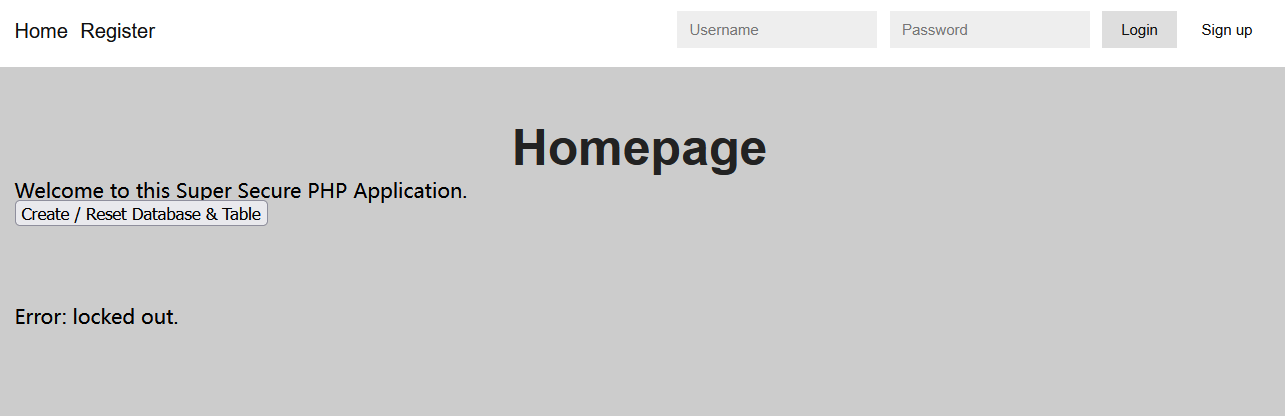 Home Register Username Password Login Sign up
Homepage
Welcome to this Super Secure PHP Application.
Create / Reset Database & Table
Error: locked out.